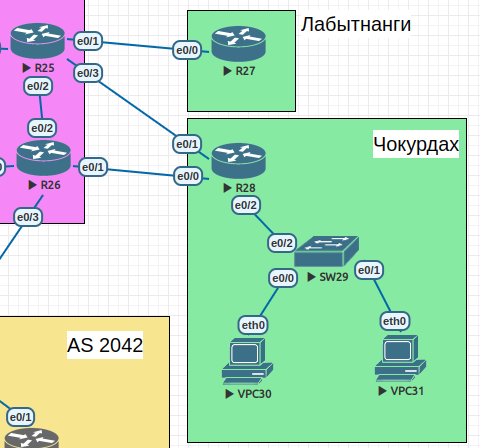 Лабытнанги
e0/1
e0/0
R25
R27
e0/3
e0/2
e0/2
e0/1
Чокурдах
R26
e0/1
e0/0
R28
e0/3
e0/2
e0/2
e0/0
SW29
e0/1
eth0
eth0
AS 2042
VPC30
VPC31
e0/1